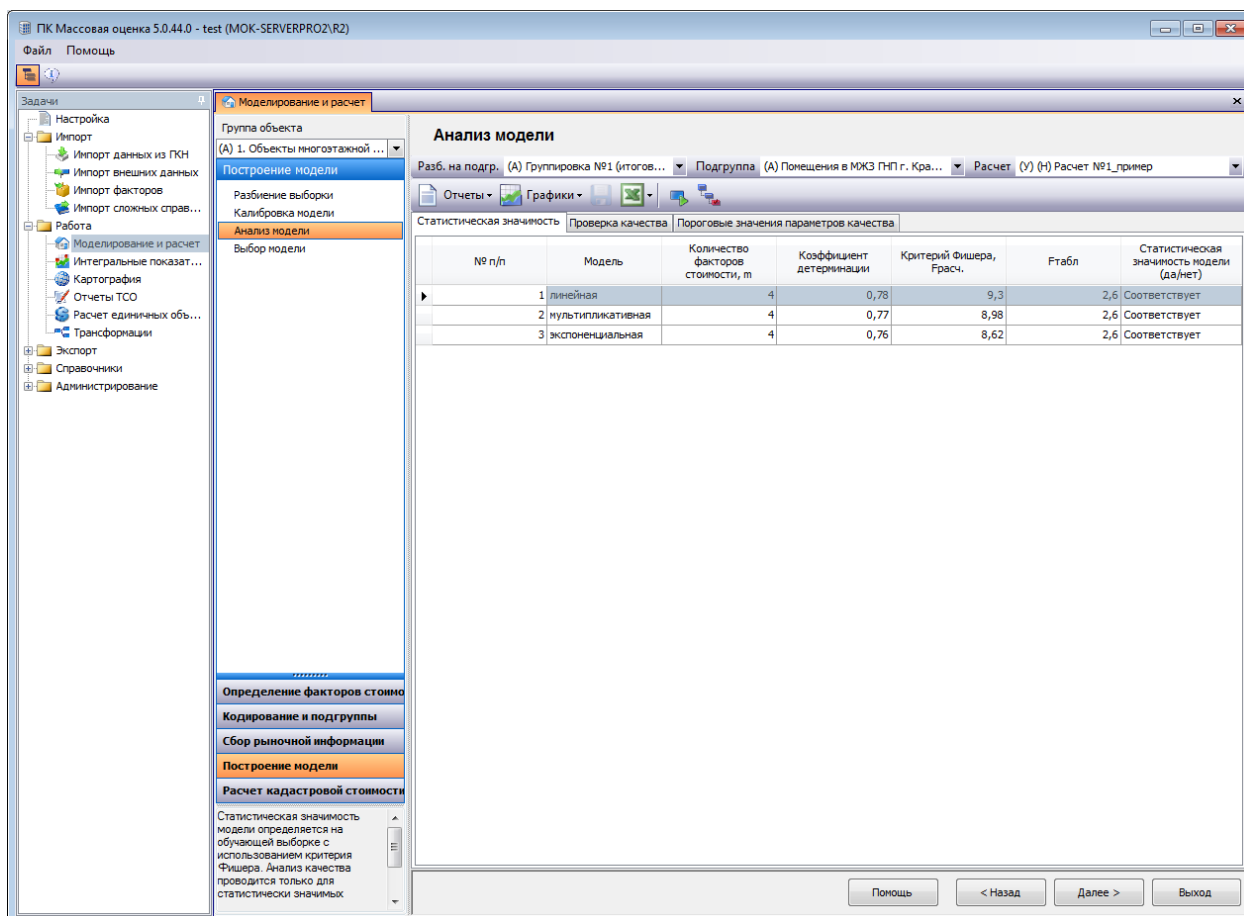 ПК Массовая оценка 5.0.44.0 - test (MOK-SERVERPRO2\R2)
Файл Помощь
Задачи
Настройка
Импорт
Импорт данных из ГКН
Импорт внешних данных
Импорт факторов
Импорт сложных справ...
Работа
Моделирование и расчет
Интегральные показат...
Картография
Отчеты ТСО
Расчет единичных объ...
Трансформации
Экспорт
Справочники
Администрирование
Моделирование и расчет
Группа объекта
(А) 1. Объекты многоэтажной ...
Построение модели
Разбиение выборки
Калибровка модели
Анализ модели
Выбор модели
Определение факторов стоимо
Кодирование и подгруппы
Сбор рыночной информации
Построение модели
Расчет кадастровой стоимости
Статистическая значимость
модели определяется на
обучающей выборке с
использованием критерия
Фишера. Анализ качества
проводится только для
статистически значимых
Анализ модели
Разб. на подгр. (А) Группировка №1 (итогов... Подгруппа (А) Помещения в МЖЗ ГНП г. Кра... Расчет (У) (Н) Расчет №1_пример
Отчеты Графики
Статистическая значимость Проверка качества Пороговые значения параметров качества
№ п/п Модель Количество факторов стоимости, m Коэффициент детерминации Критерий Фишера, Fрасч. Fтабл Статистическая значимость модели (да/нет)
1 линейная 4 0,78 9,3 2,6 Соответствует
2 мультипликативная 4 0,77 8,98 2,6 Соответствует
3 экспоненциальная 4 0,76 8,62 2,6 Соответствует
Помощь < Назад Далее > Выход